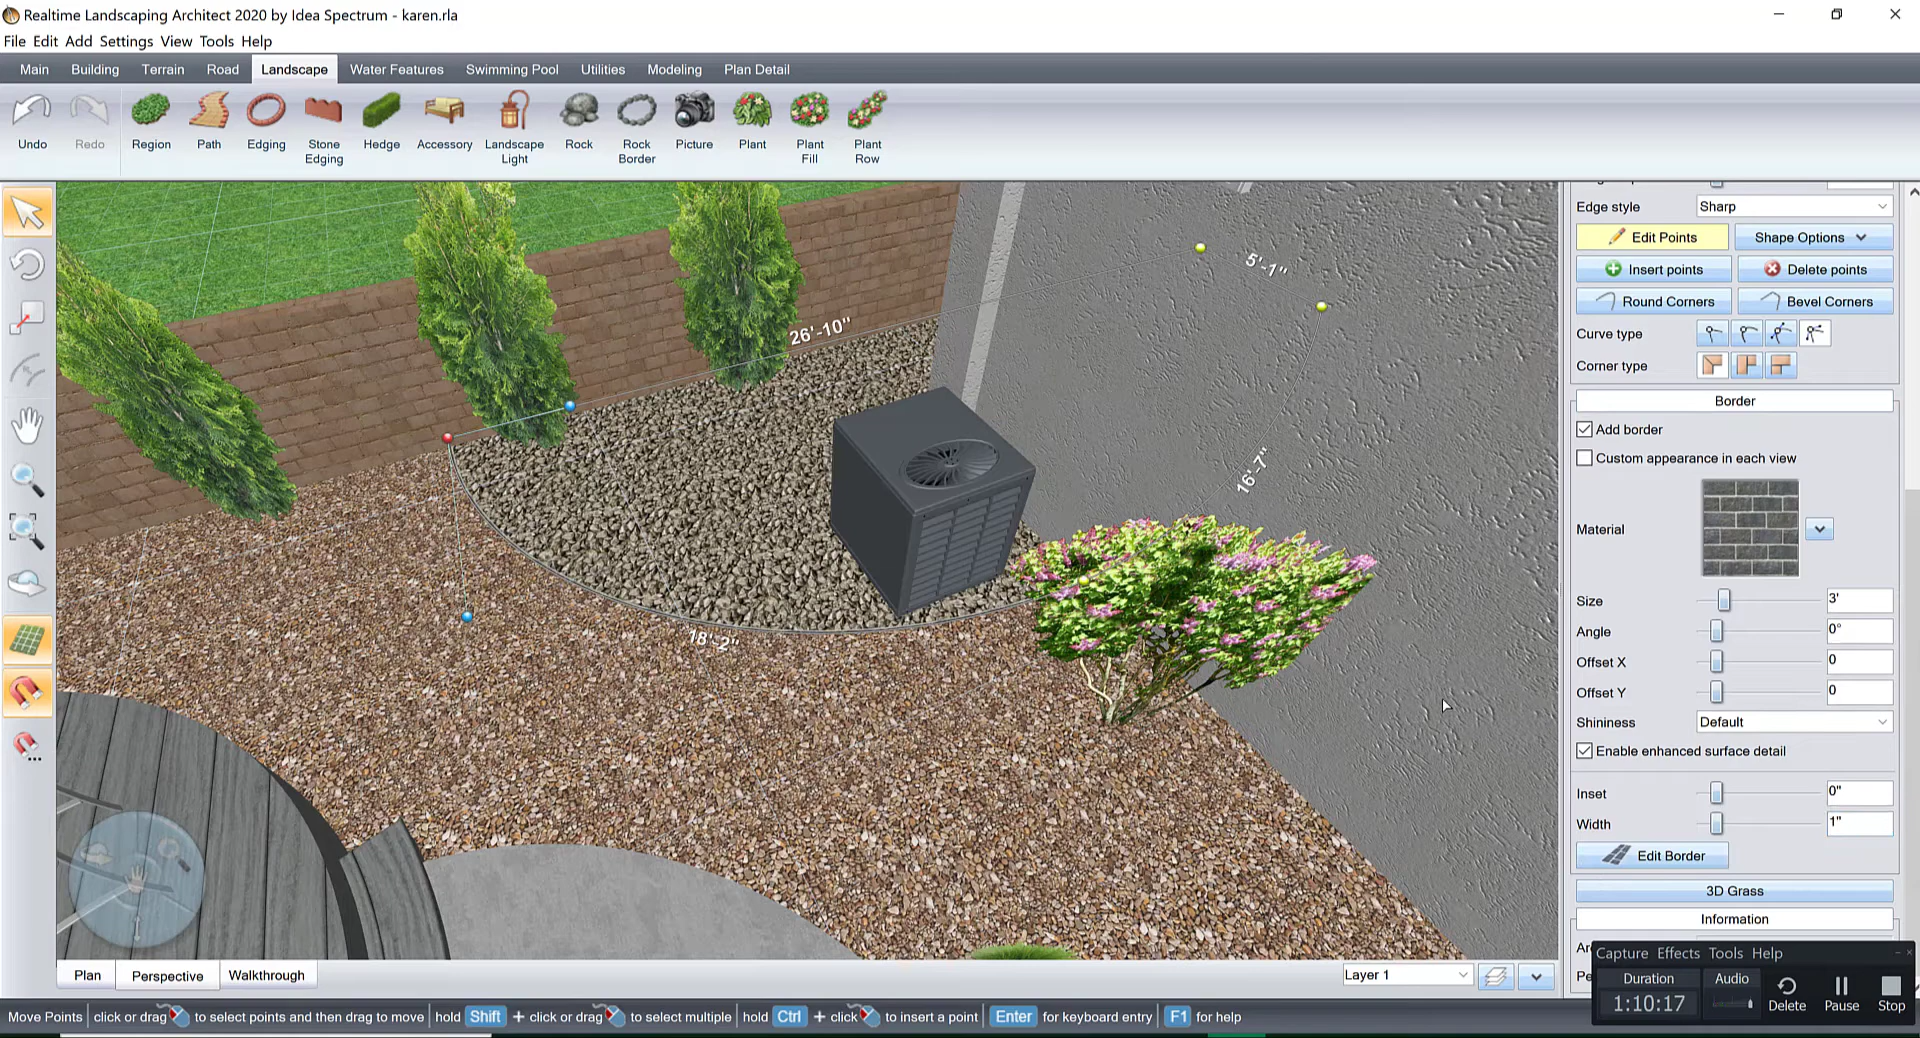 Realtime Landscaping Architect 2020 by Idea Spectrum - karen.rla
File Edit Add Settings View Tools Help
Main Building Terrain Road Landscape Water Features Swimming Pool Utilities Modeling Plan Detail
Undo Redo Region Path Edging Stone Edging Hedge Accessory Landscape Light Rock Rock Border Picture Plant Plant Fill Plant Row
5'-1"
26'-10"
16'-7"
18'-2"
Edge style Sharp
Edit Points Shape Options
Insert points Delete points
Round Corners Bevel Corners
Curve type
Corner type
Border
Add border
Custom appearance in each view
Material
Size 3'
Angle 0°
Offset X 0
Offset Y 0
Shininess Default
Enable enhanced surface detail
Inset 0"
Width 1"
Edit Border
3D Grass
Information
Plan Perspective Walkthrough
Layer 1
Capture Effects Tools Help
Duration Audio
1:10:17 Delete Pause Stop
Move Points click or drag to select points and then drag to move hold Shift + click or drag to select multiple hold Ctrl + click to insert a point Enter for keyboard entry F1 for help